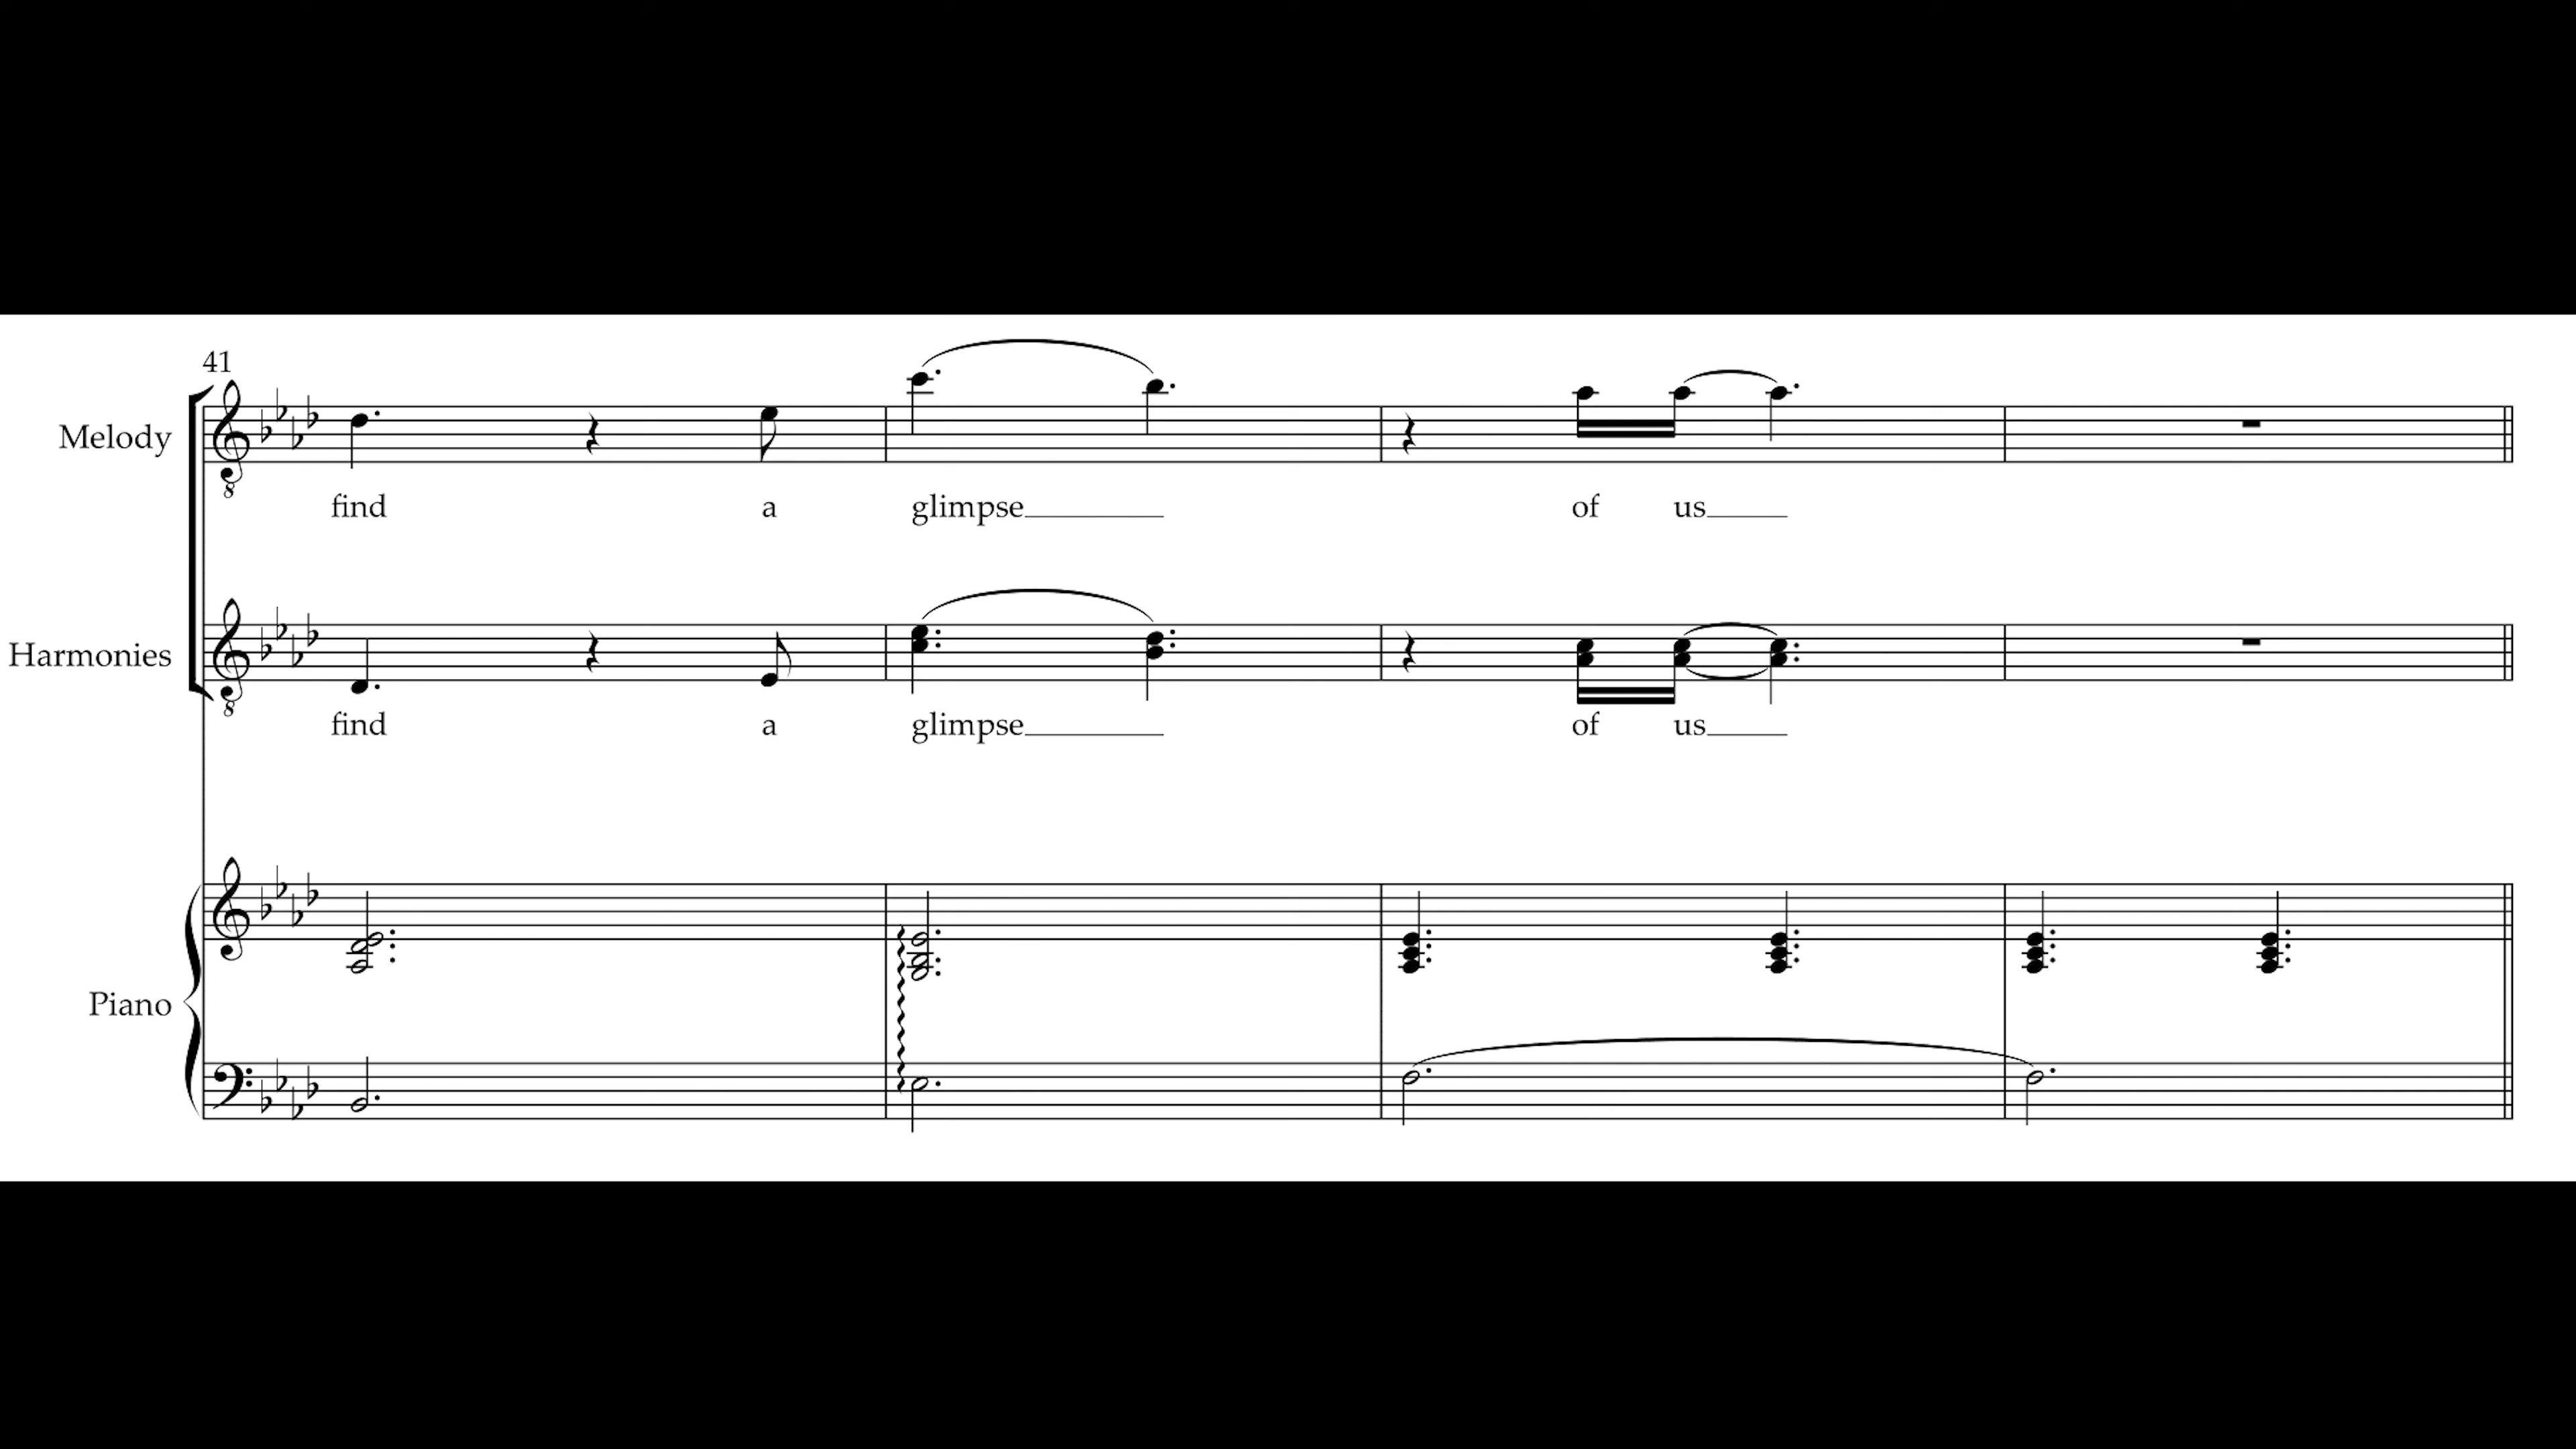 41
Melody
find a glimpse of us
Harmonies
find a glimpse of us
Piano